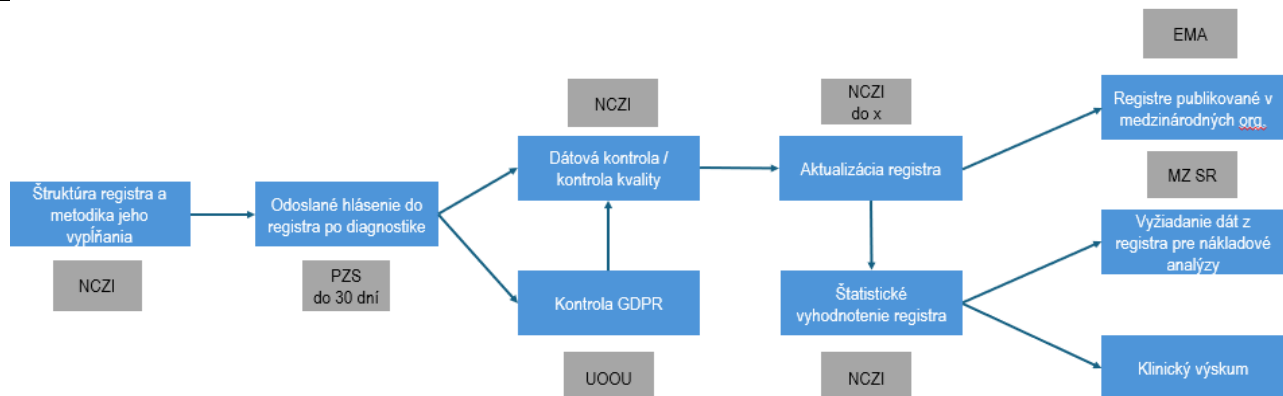 Štruktúra registra a
metodika jeho
vypĺňania
NCZI
Odoslané hlásenie do
registra po diagnostike
PZS
do 30 dní
NCZI
Dátová kontrola /
kontrola kvality
Kontrola GDPR
UOOU
NCZI
do x
Aktualizácia registra
Štatistické
vyhodnotenie registra
NCZI
EMA
Registre publikované v
medzinárodných org.
MZ SR
Vyžiadanie dát z
registra pre nákladové
analýzy
Klinický výskum